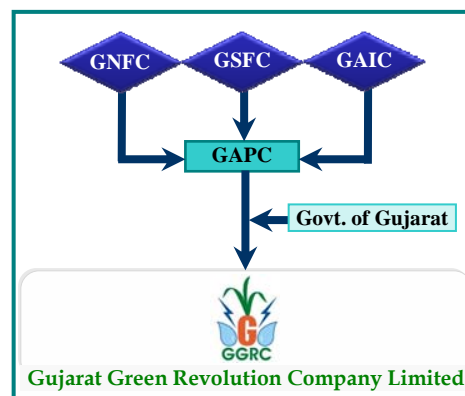 GNFC GSFC GAIC
GAPC
Govt. of Gujarat
G
GGRC
Gujarat Green Revolution Company Limited